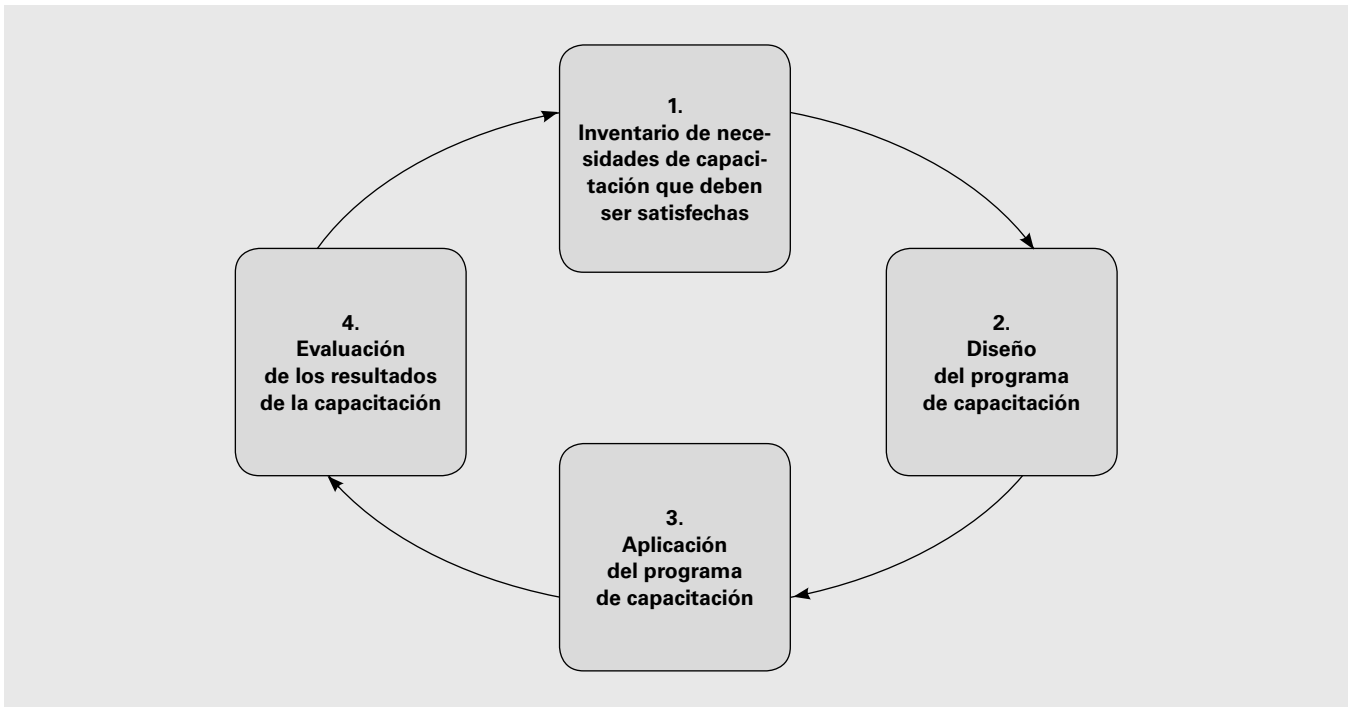 1.
Inventario de nece-
sidades de capaci-
tación que deben
ser satisfechas
2.
Diseño
del programa
de capacitación
3.
Aplicación
del programa
de capacitación
4.
Evaluación
de los resultados
de la capacitación